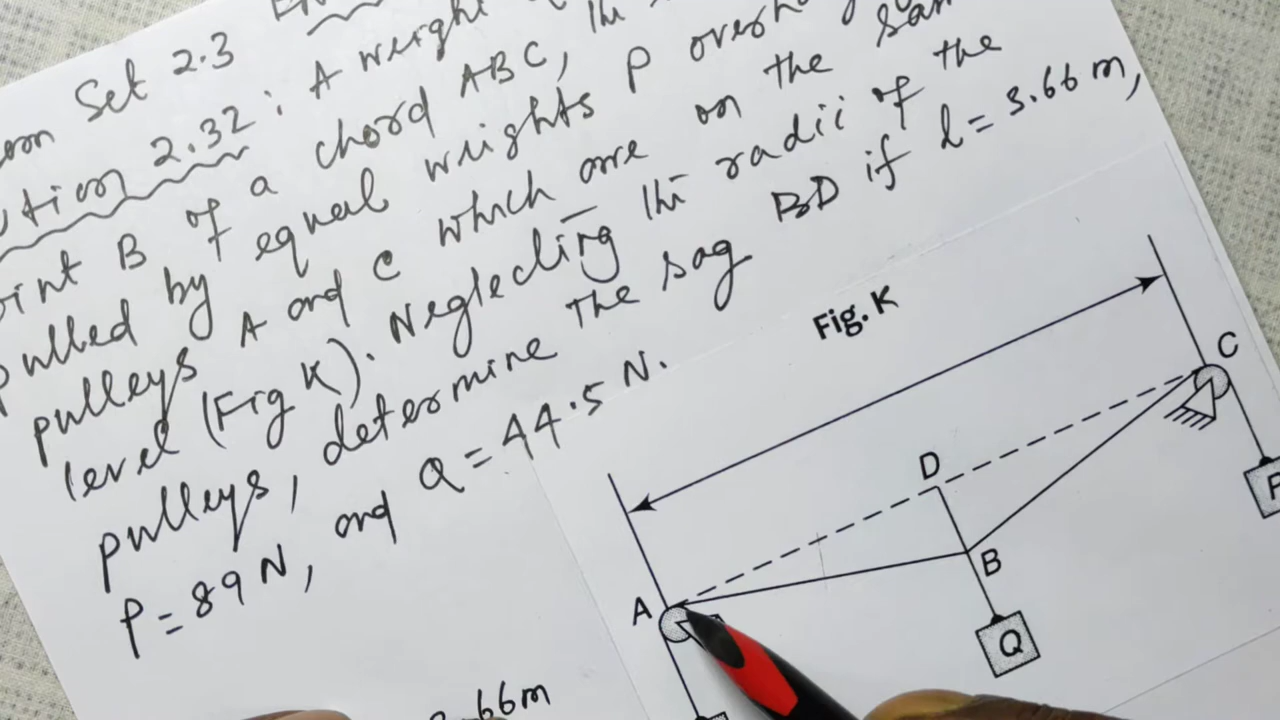 Set 2.3
2.32: A weight
point B of a chord ABC, the
pulled by equal weights P
pulleys A and C which are on the
level (Fig K). Neglecting the radii of the
pulleys, determine the sag BD if l = 3.66 m,
P = 89 N, and Q = 44.5 N.
Fig. K
C
D
B
A
Q
66m